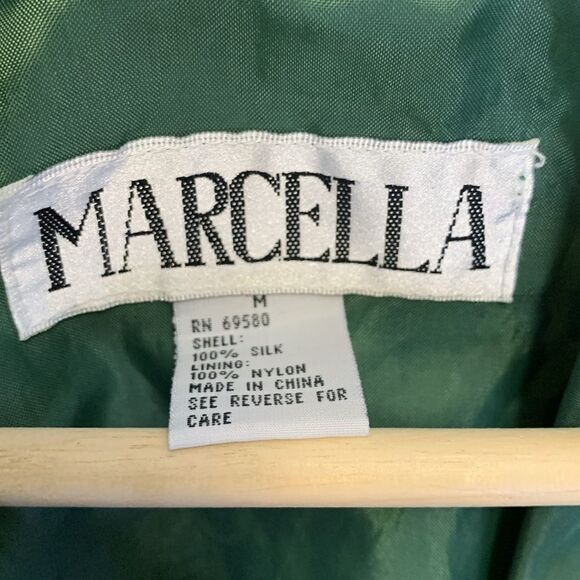 MARCELLA
M
RN 69580
SHELL:
100% SILK
LINING:
100% NYLON
MADE IN CHINA
SEE REVERSE FOR
CARE